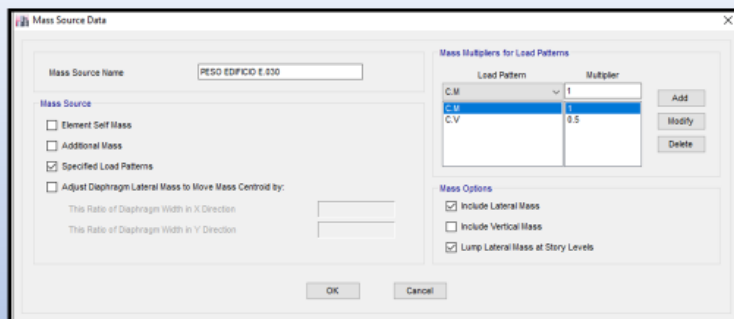 Mass Source Data
Mass Source Name
PESO EDIFICIO E.030
Mass Source
Element Self Mass
Additional Mass
Specified Load Patterns
Adjust Diaphragm Lateral Mass to Move Mass Centroid by:
This Ratio of Diaphragm Width in X Direction
This Ratio of Diaphragm Width in Y Direction
Mass Multipliers for Load Patterns
Load Pattern Multiplier
C.M 1
C.M 1
C.V 0.5
Add
Modify
Delete
Mass Options
Include Lateral Mass
Include Vertical Mass
Lump Lateral Mass at Story Levels
OK Cancel